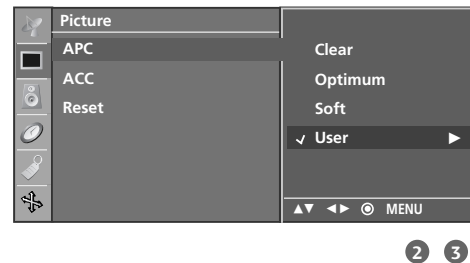 Picture
APC
ACC
Reset
Clear
Optimum
Soft
✓ User ►
▲▼ ◄► ◉ MENU
2 3